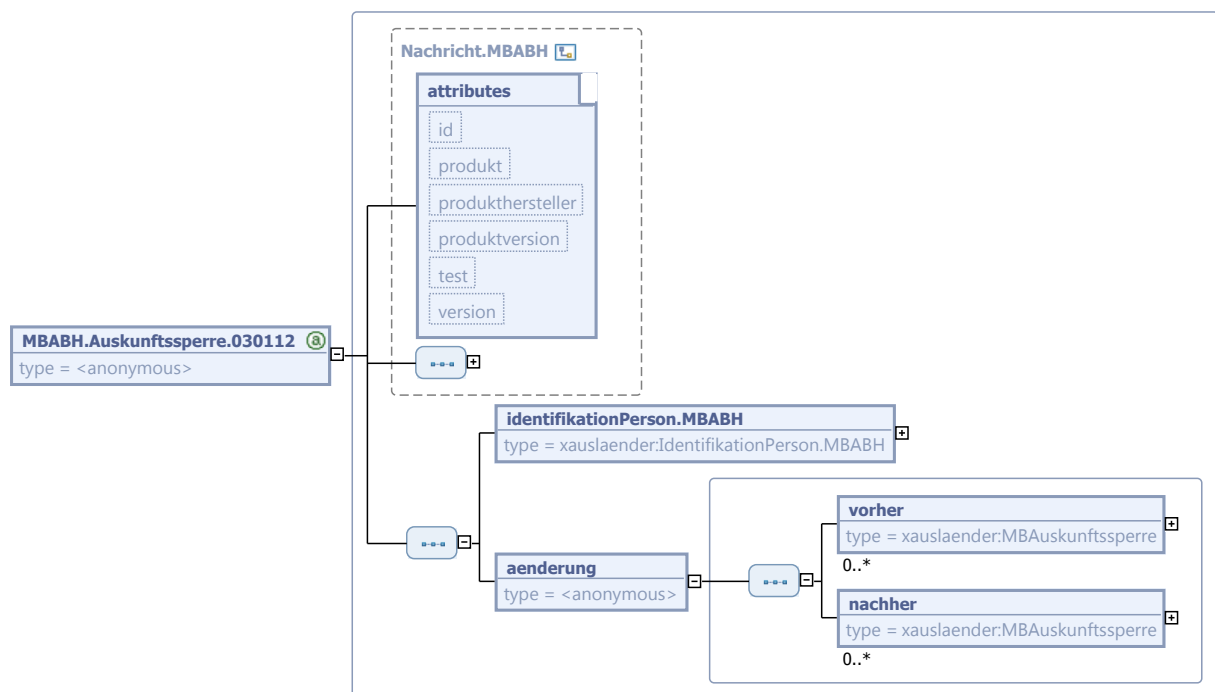 Nachricht.MBABH
attributes
id
produkt
produkthersteller
produktversion
test
version
MBABH.Auskunftssperre.030112 a
type = <anonymous>
identifikationPerson.MBABH
type = xauslaender:IdentifikationPerson.MBABH
aenderung
type = <anonymous>
vorher
type = xauslaender:MBAuskunftssperre
0..*
nachher
type = xauslaender:MBAuskunftssperre
0..*